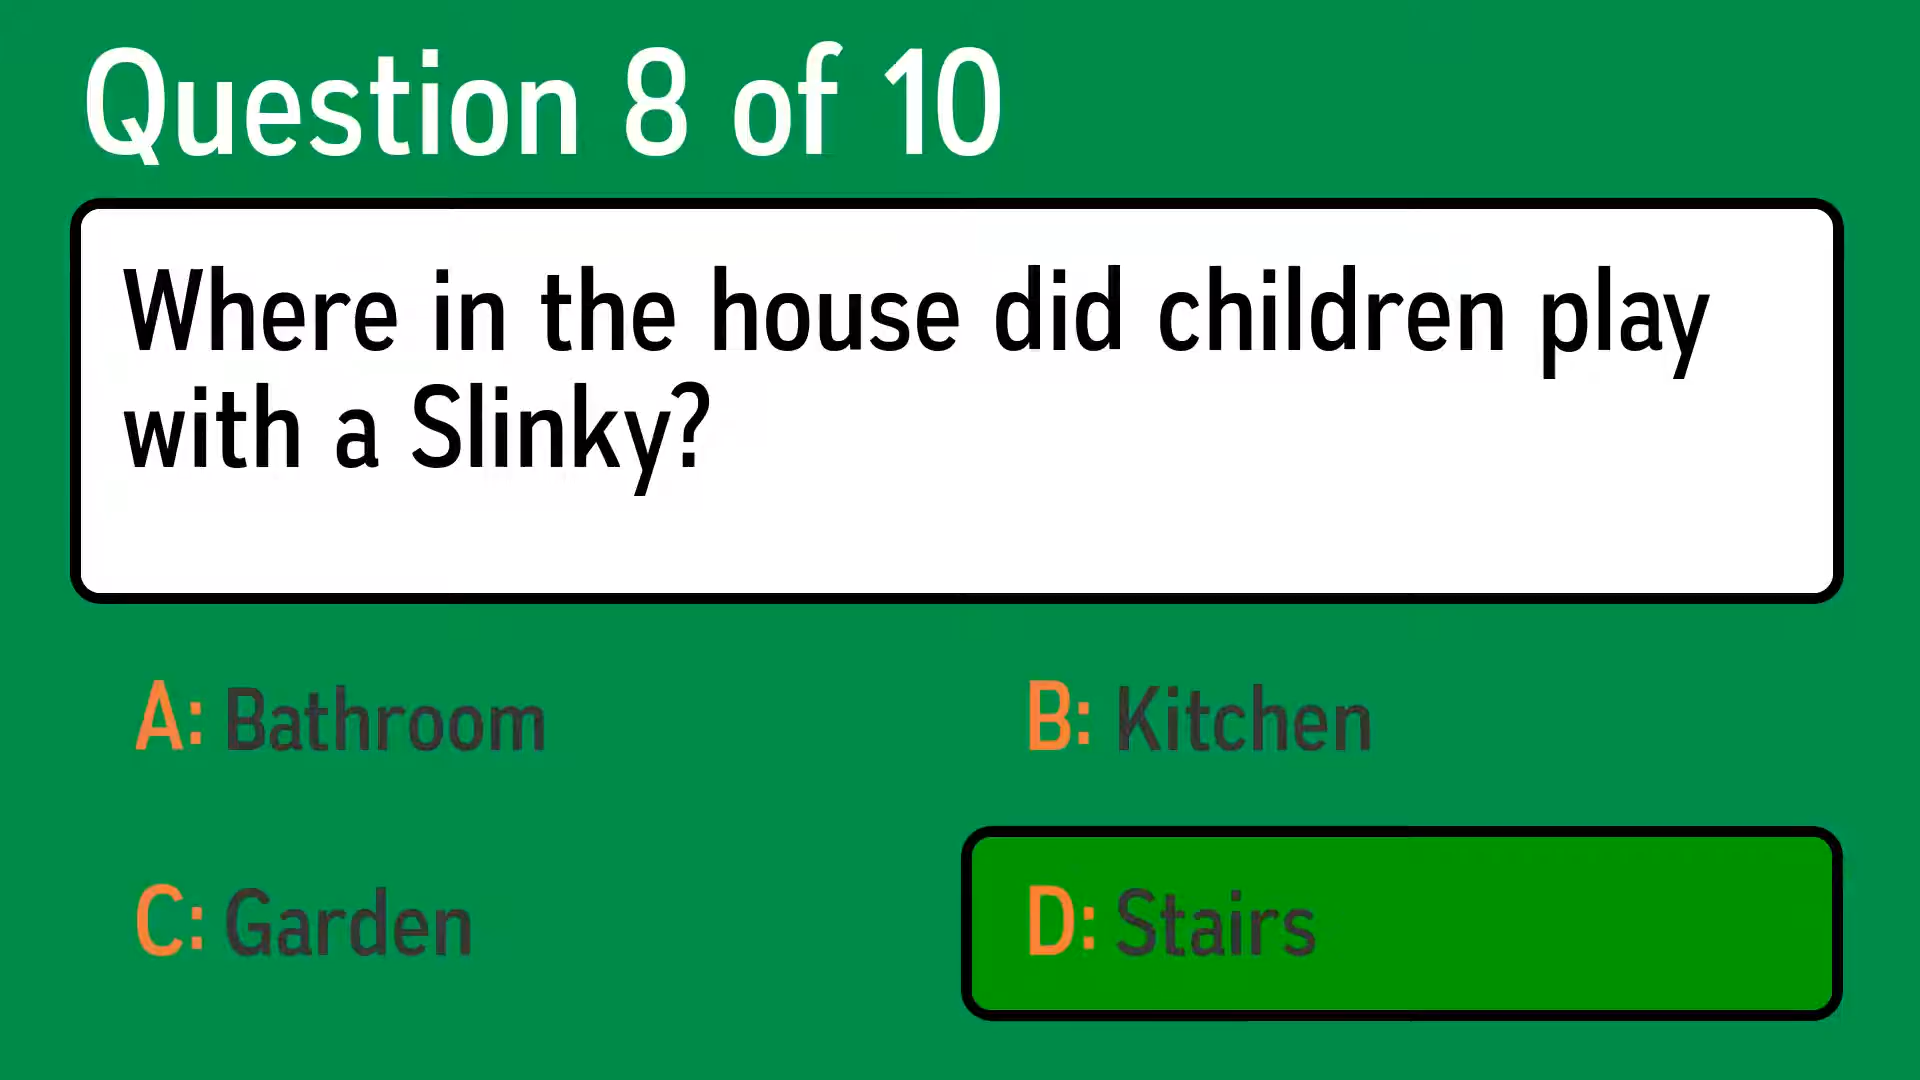 Question 8 of 10
Where in the house did children play
with a Slinky?
A: Bathroom
B: Kitchen
C: Garden
D: Stairs